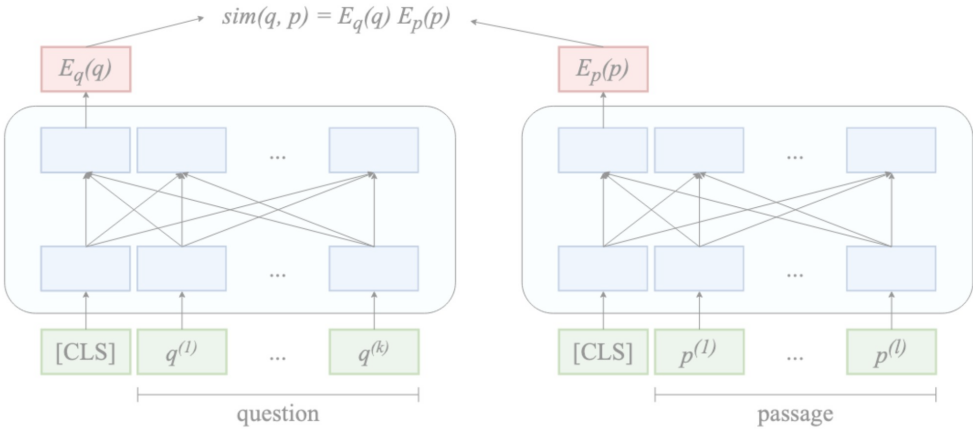 sim(q, p) = E_q(q) E_p(p)
E_q(q) E_p(p)
... ...
... ...
[CLS] q^(1) ... q^(k) [CLS] p^(1) ... p^(l)
question passage